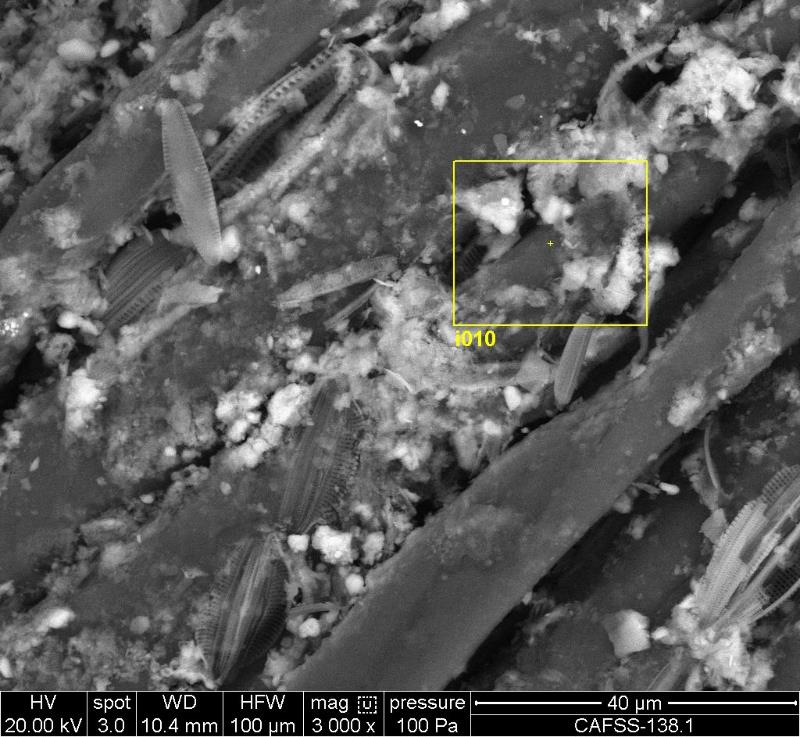 i010
HV spot WD HFW mag pressure 40 µm
20.00 kV 3.0 10.4 mm 100 µm 3 000 x 100 Pa CAFSS-138.1